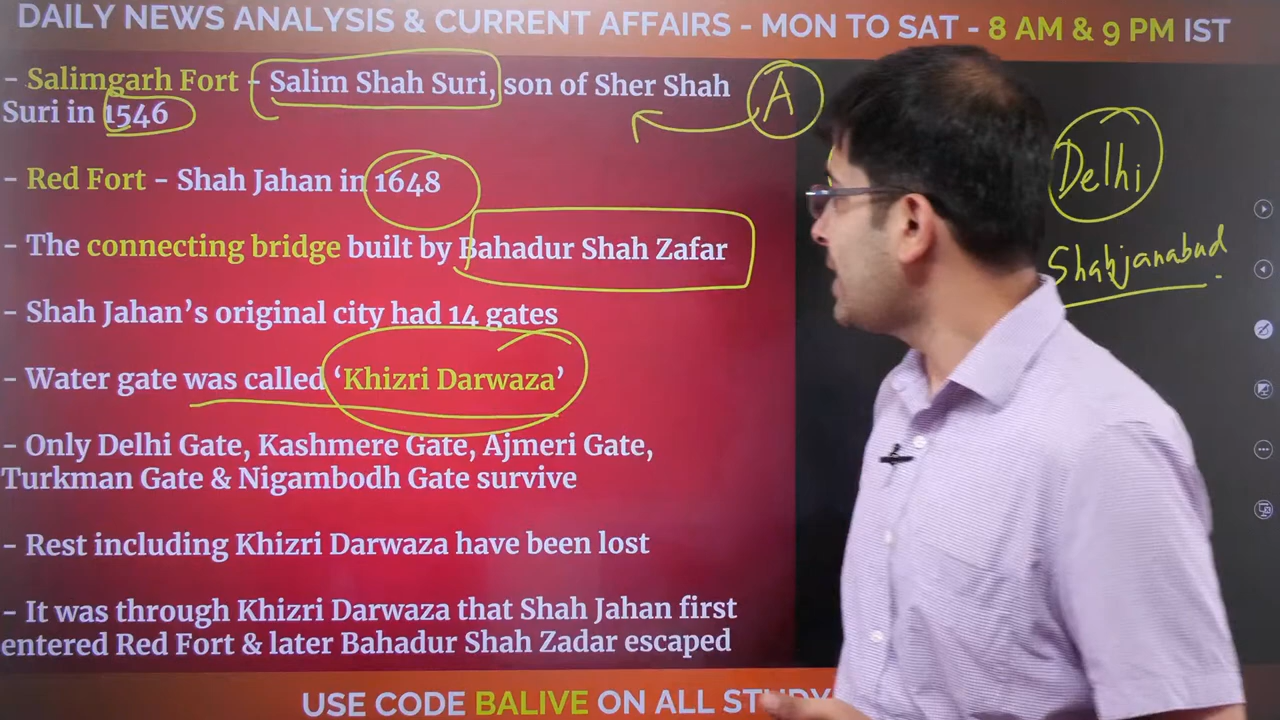 DAILY NEWS ANALYSIS & CURRENT AFFAIRS - MON TO SAT - 8 AM & 9 PM IST
- Salimgarh Fort - Salim Shah Suri, son of Sher Shah
Suri in 1546
A
- Red Fort - Shah Jahan in 1648
- The connecting bridge built by Bahadur Shah Zafar
- Shah Jahan's original city had 14 gates
- Water gate was called 'Khizri Darwaza'
- Only Delhi Gate, Kashmere Gate, Ajmeri Gate,
Turkman Gate & Nigambodh Gate survive
- Rest including Khizri Darwaza have been lost
- It was through Khizri Darwaza that Shah Jahan first
entered Red Fort & later Bahadur Shah Zadar escaped
Delhi
Shahjanabad
USE CODE BALIVE ON ALL